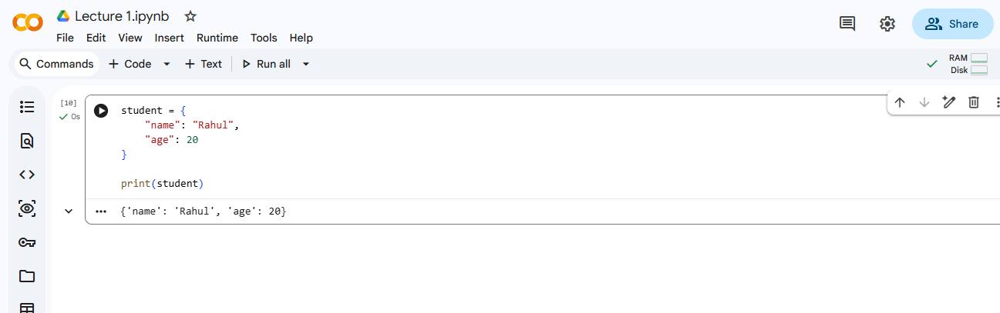 Lecture 1.ipynb
File Edit View Insert Runtime Tools Help
Share
Commands + Code + Text Run all
RAM
Disk
[10]
0s
student = {
    "name": "Rahul",
    "age": 20
}
print(student)
{'name': 'Rahul', 'age': 20}